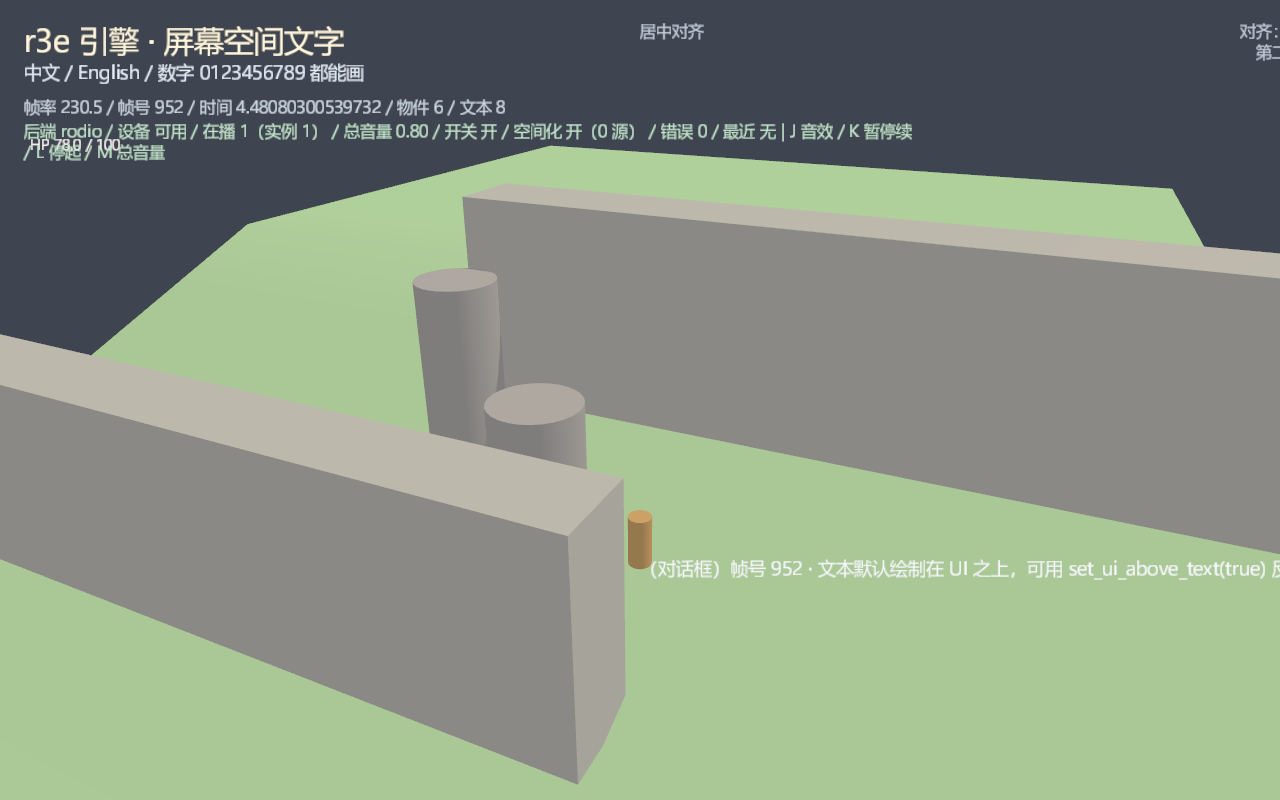 r3e 引擎 · 屏幕空间文字
居中对齐
对齐:
第二
中文 / English / 数字 0123456789 都能画
帧率 230.5 / 帧号 952 / 时间 4.48080300539732 / 物件 6 / 文本 8
后端 rodio / 设备 可用 / 在播 1（实例 1） / 总音量 0.80 / 开关 开 / 空间化 开（0 源） / 错误 0 / 最近 无 | J 音效 / K 暂停续
/ L 停起 / M 总音量
HP 78.0 / 100
（对话框）帧号 952 · 文本默认绘制在 UI 之上，可用 set_ui_above_text(true) 反